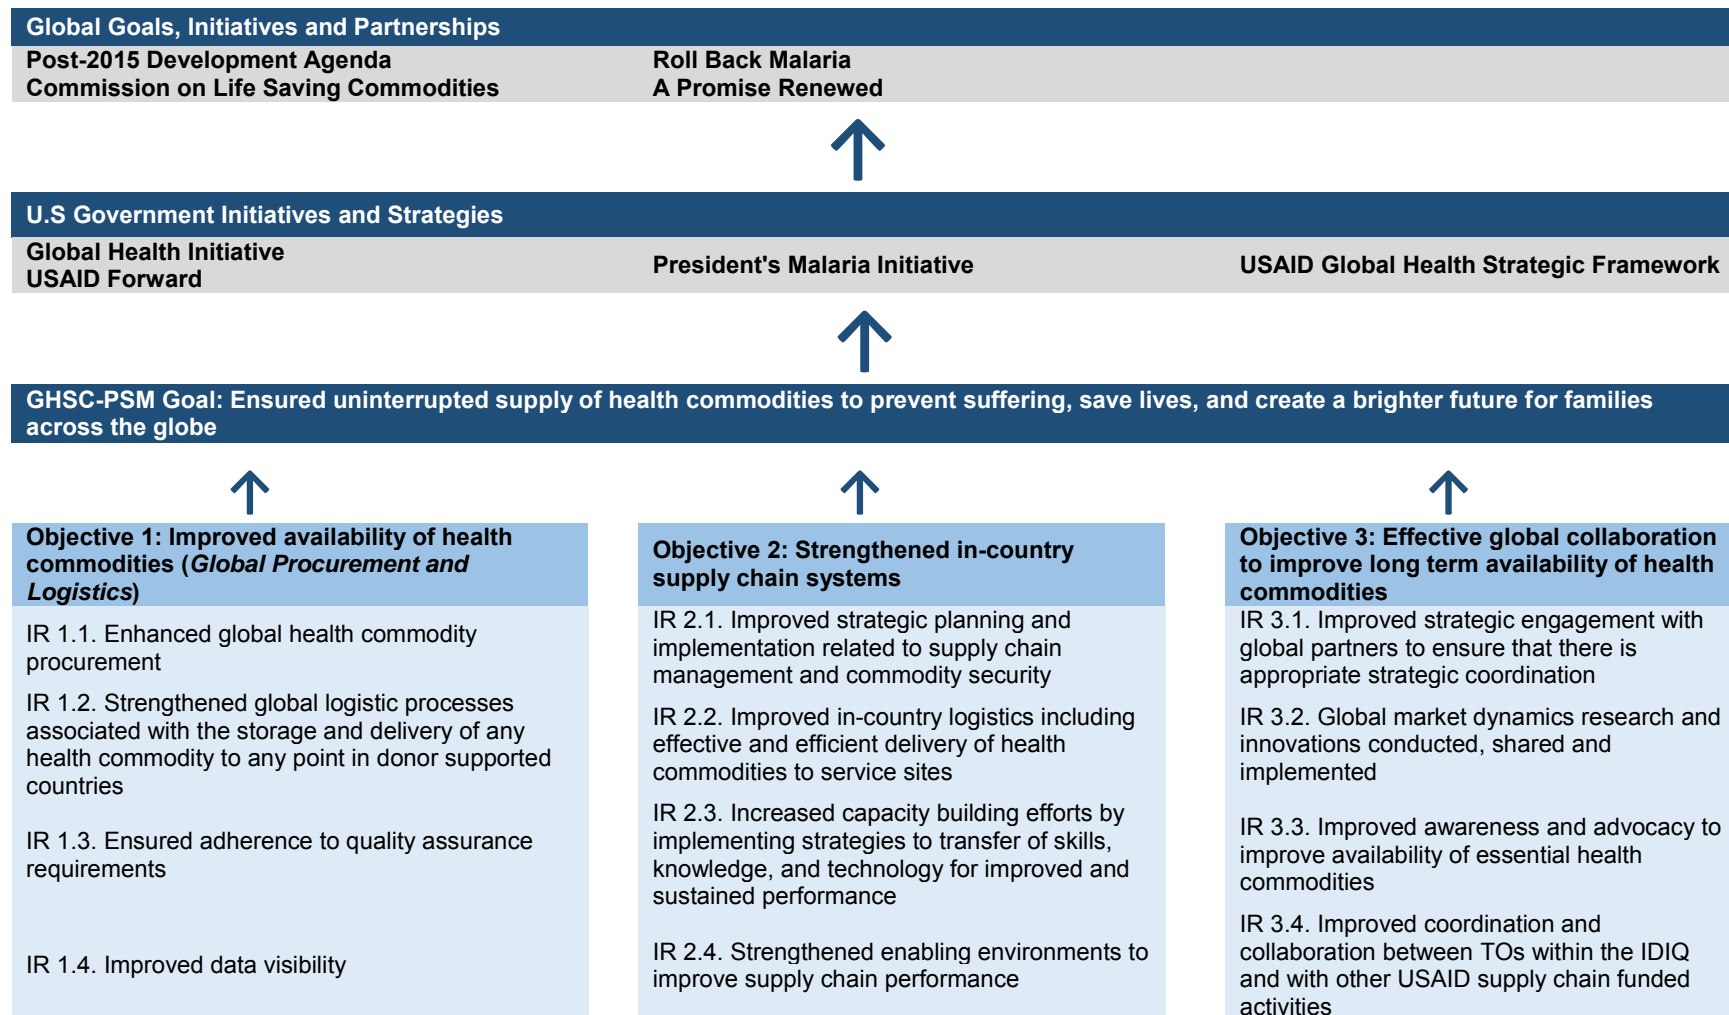 Global Goals, Initiatives and Partnerships
Post-2015 Development Agenda
Commission on Life Saving Commodities
Roll Back Malaria
A Promise Renewed
U.S Government Initiatives and Strategies
Global Health Initiative
USAID Forward
President's Malaria Initiative
USAID Global Health Strategic Framework
GHSC-PSM Goal: Ensured uninterrupted supply of health commodities to prevent suffering, save lives, and create a brighter future for families
across the globe
Objective 1: Improved availability of health
commodities (Global Procurement and
Logistics)
IR 1.1. Enhanced global health commodity
procurement
IR 1.2. Strengthened global logistic processes
associated with the storage and delivery of any
health commodity to any point in donor supported
countries
IR 1.3. Ensured adherence to quality assurance
requirements
IR 1.4. Improved data visibility
Objective 2: Strengthened in-country
supply chain systems
IR 2.1. Improved strategic planning and
implementation related to supply chain
management and commodity security
IR 2.2. Improved in-country logistics including
effective and efficient delivery of health
commodities to service sites
IR 2.3. Increased capacity building efforts by
implementing strategies to transfer of skills,
knowledge, and technology for improved and
sustained performance
IR 2.4. Strengthened enabling environments to
improve supply chain performance
Objective 3: Effective global collaboration
to improve long term availability of health
commodities
IR 3.1. Improved strategic engagement with
global partners to ensure that there is
appropriate strategic coordination
IR 3.2. Global market dynamics research and
innovations conducted, shared and
implemented
IR 3.3. Improved awareness and advocacy to
improve availability of essential health
commodities
IR 3.4. Improved coordination and
collaboration between TOs within the IDIQ
and with other USAID supply chain funded
activities